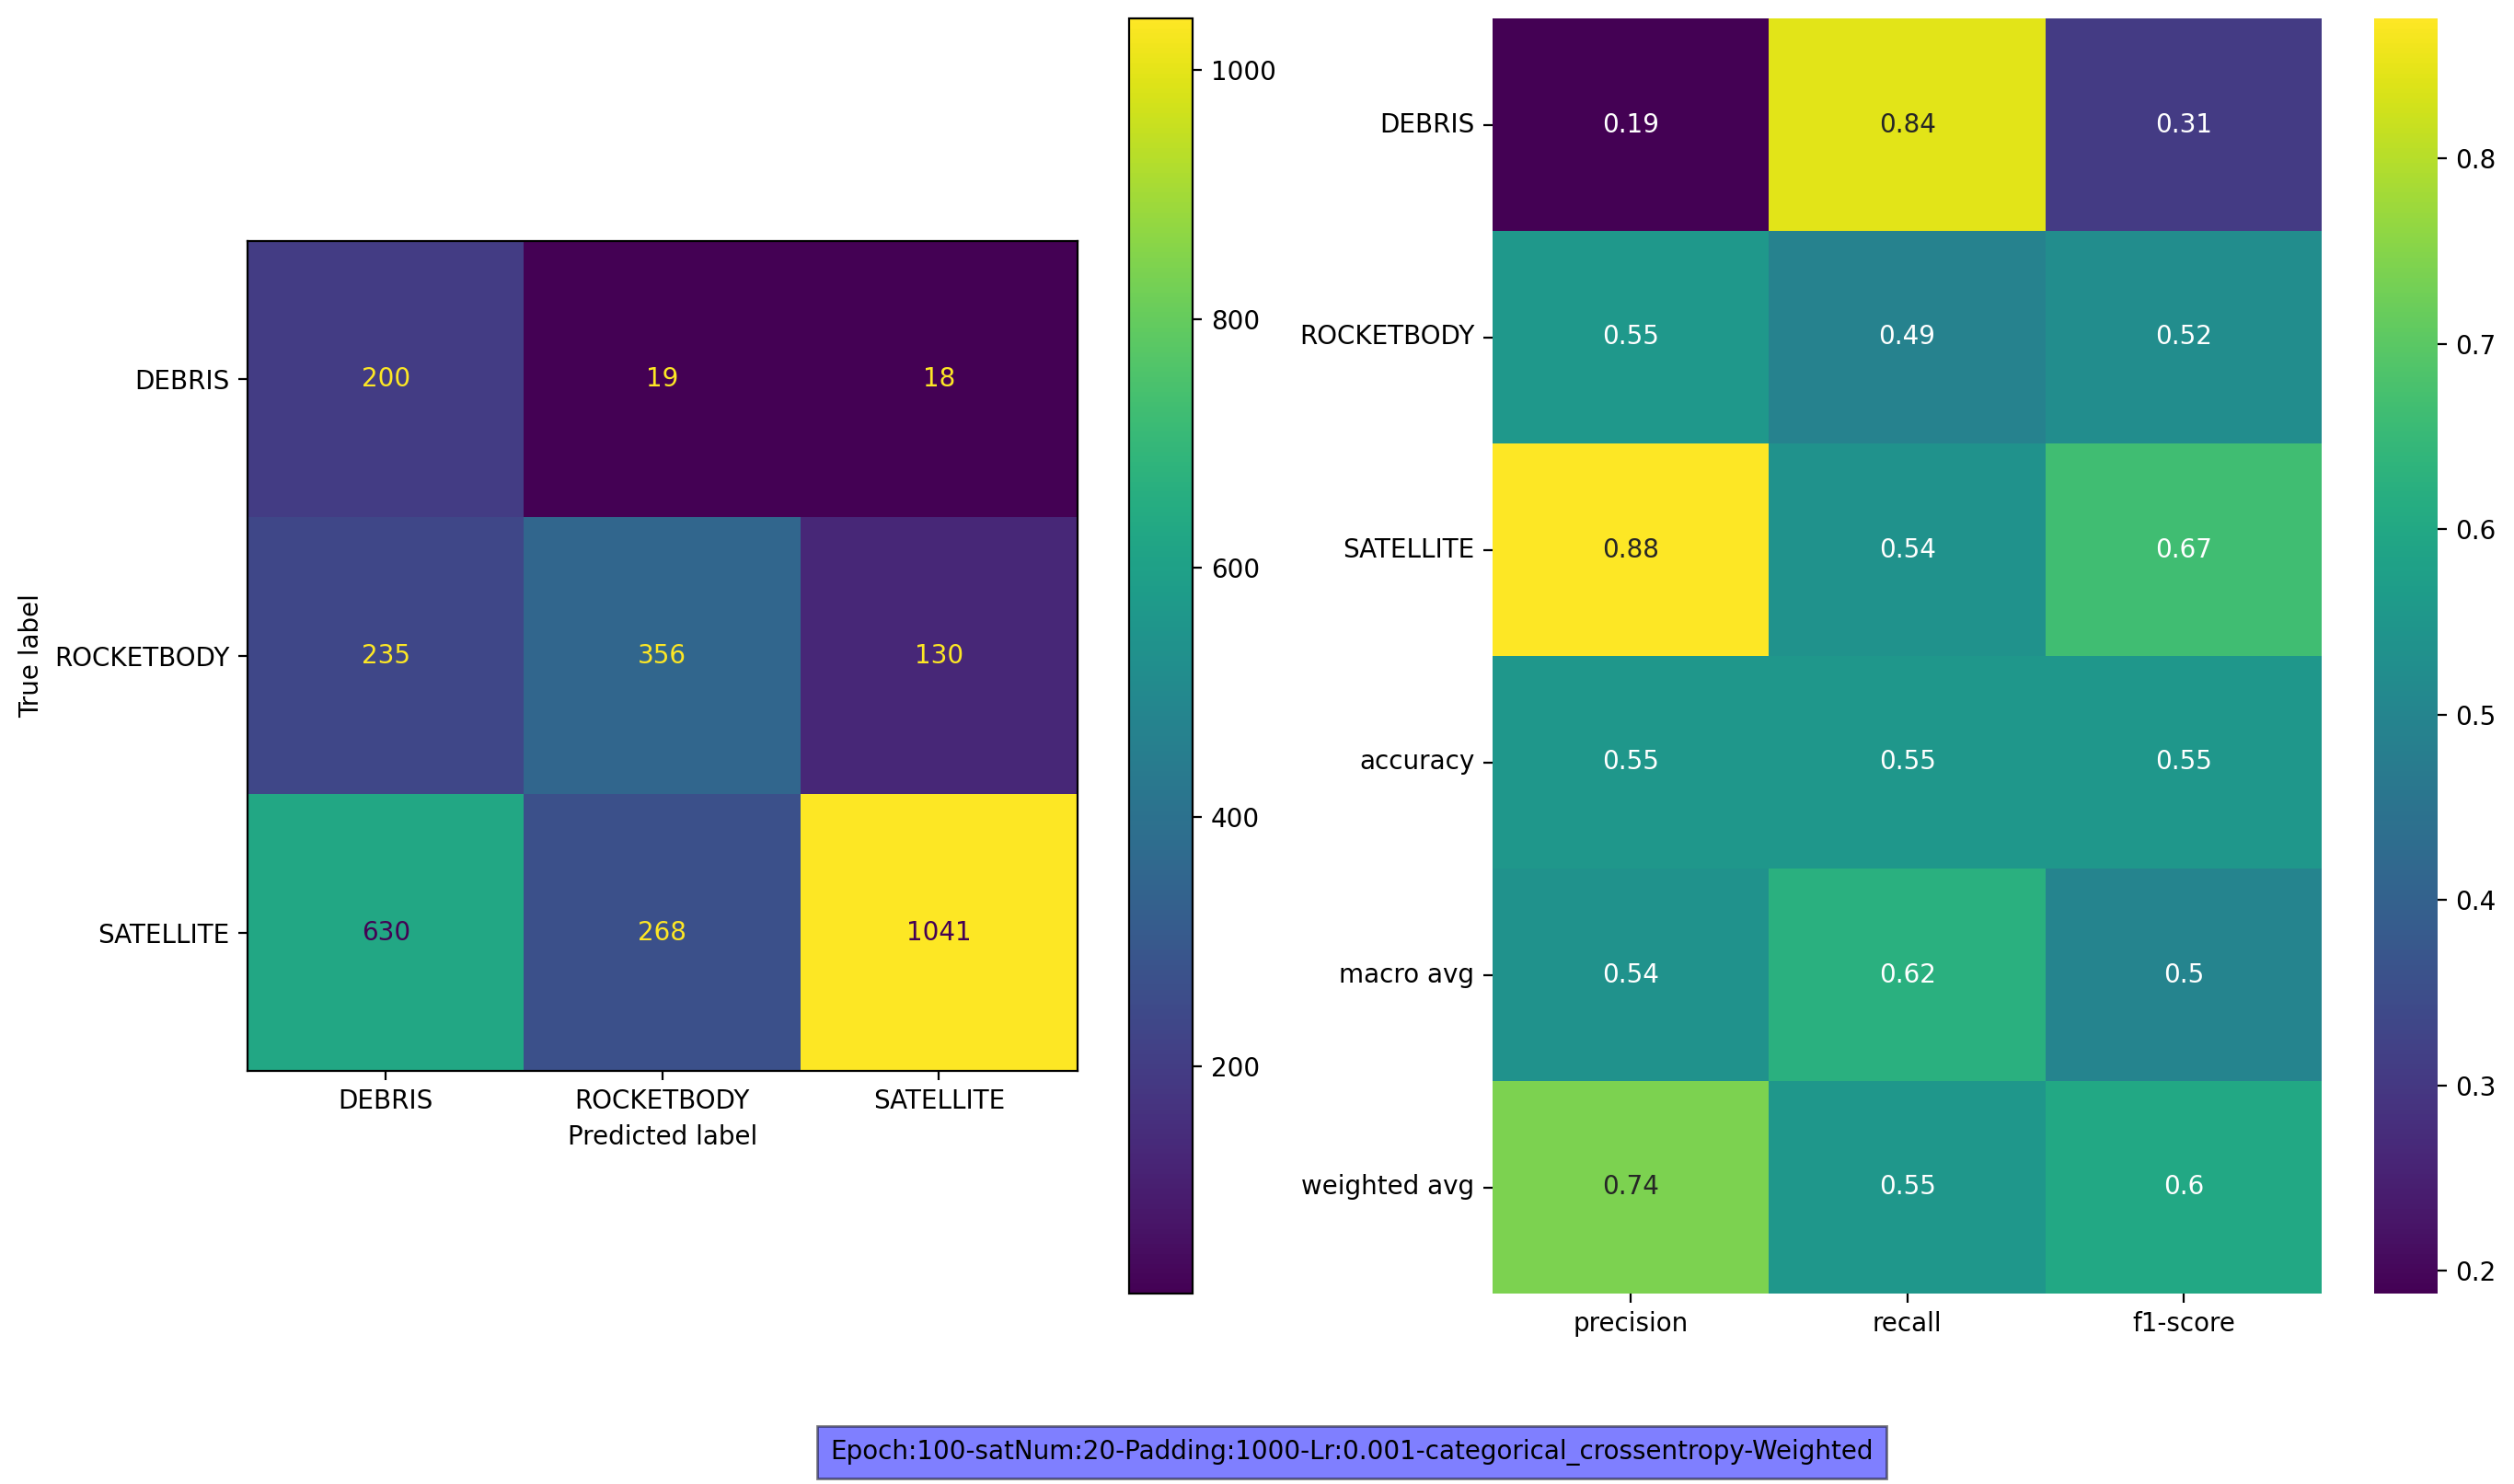 True label
DEBRIS 200 19 18
ROCKETBODY 235 356 130
SATELLITE 630 268 1041
DEBRIS ROCKETBODY SATELLITE
Predicted label
1000
800
600
400
200
DEBRIS 0.19 0.84 0.31
ROCKETBODY 0.55 0.49 0.52
SATELLITE 0.88 0.54 0.67
accuracy 0.55 0.55 0.55
macro avg 0.54 0.62 0.5
weighted avg 0.74 0.55 0.6
precision recall f1-score
0.8
0.7
0.6
0.5
0.4
0.3
0.2
Epoch:100-satNum:20-Padding:1000-Lr:0.001-categorical_crossentropy-Weighted